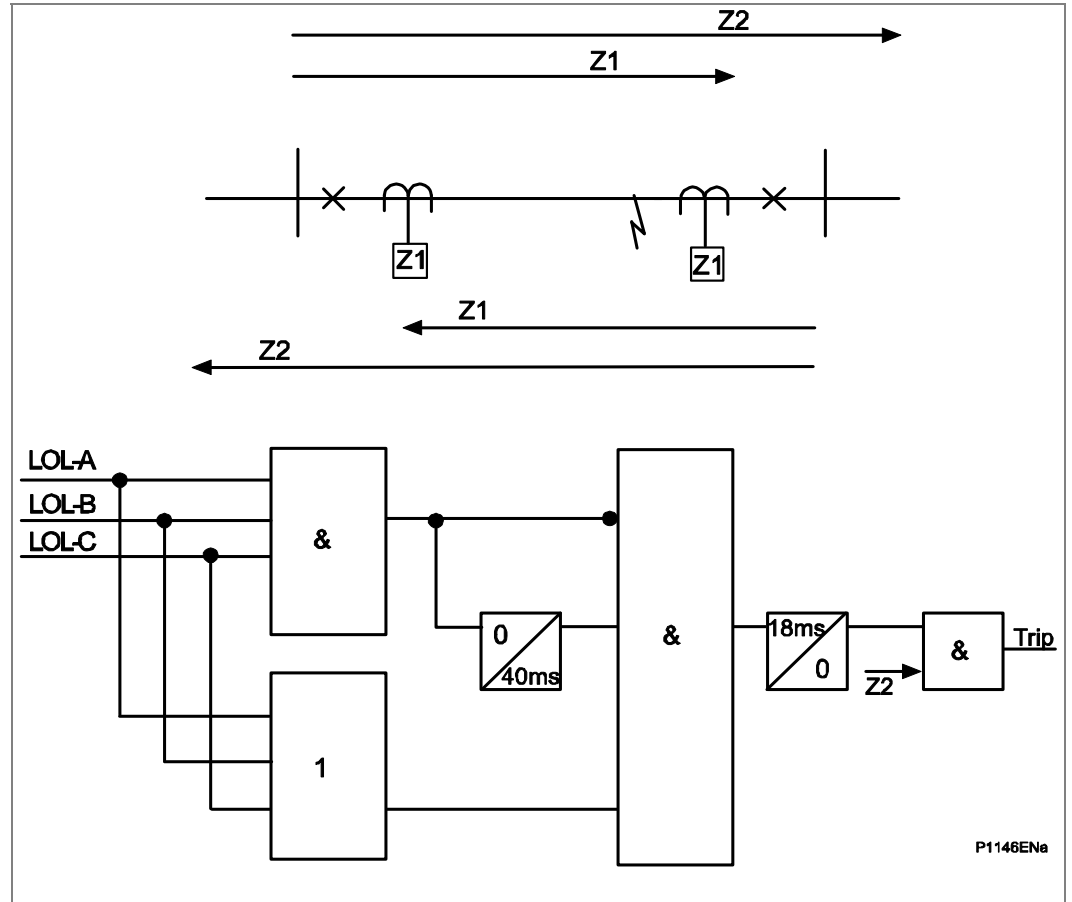 Z2
Z1
Z1
Z1
Z1
Z2
LOL-A
LOL-B
LOL-C
&
0
40ms
&
18ms
0
Z2
&
Trip
1
P1146ENa